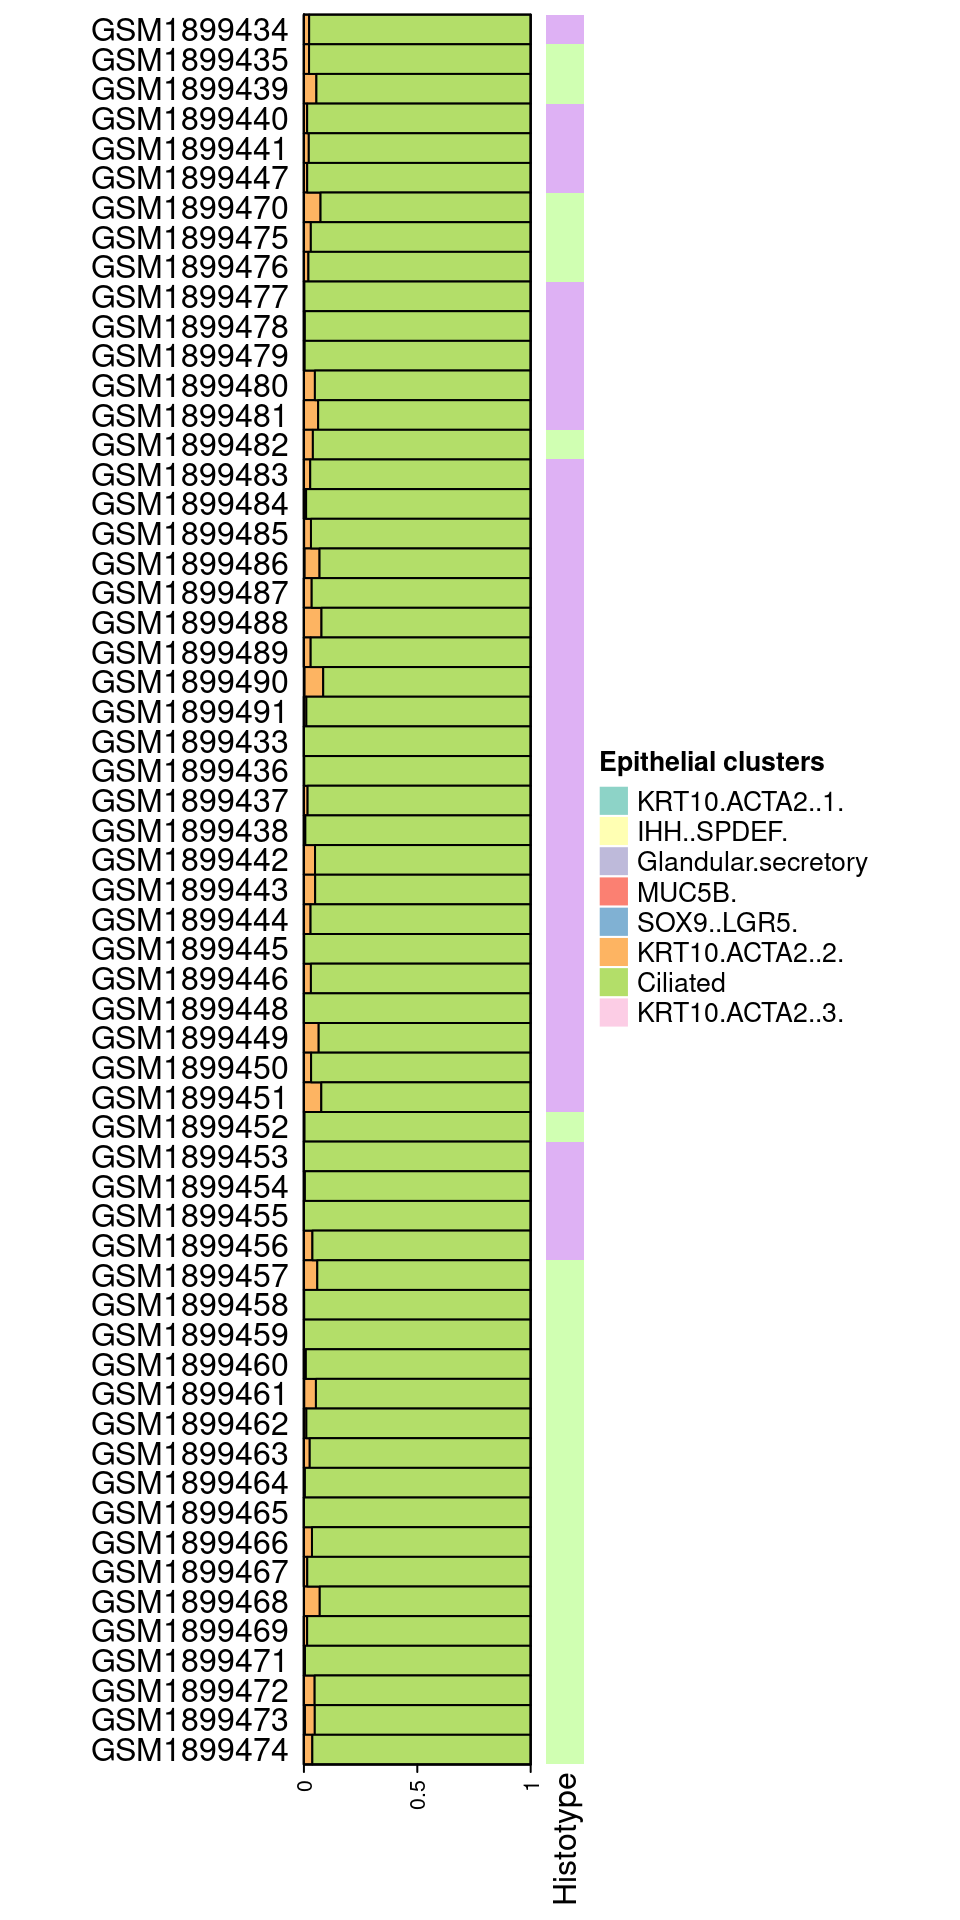 GSM1899434
GSM1899435
GSM1899439
GSM1899440
GSM1899441
GSM1899447
GSM1899470
GSM1899475
GSM1899476
GSM1899477
GSM1899478
GSM1899479
GSM1899480
GSM1899481
GSM1899482
GSM1899483
GSM1899484
GSM1899485
GSM1899486
GSM1899487
GSM1899488
GSM1899489
GSM1899490
GSM1899491
GSM1899433
GSM1899436
GSM1899437
GSM1899438
GSM1899442
GSM1899443
GSM1899444
GSM1899445
GSM1899446
GSM1899448
GSM1899449
GSM1899450
GSM1899451
GSM1899452
GSM1899453
GSM1899454
GSM1899455
GSM1899456
GSM1899457
GSM1899458
GSM1899459
GSM1899460
GSM1899461
GSM1899462
GSM1899463
GSM1899464
GSM1899465
GSM1899466
GSM1899467
GSM1899468
GSM1899469
GSM1899471
GSM1899472
GSM1899473
GSM1899474
0
0.5
1
Histotype
Epithelial clusters
KRT10.ACTA2..1.
IHH..SPDEF.
Glandular.secretory
MUC5B.
SOX9..LGR5.
KRT10.ACTA2..2.
Ciliated
KRT10.ACTA2..3.